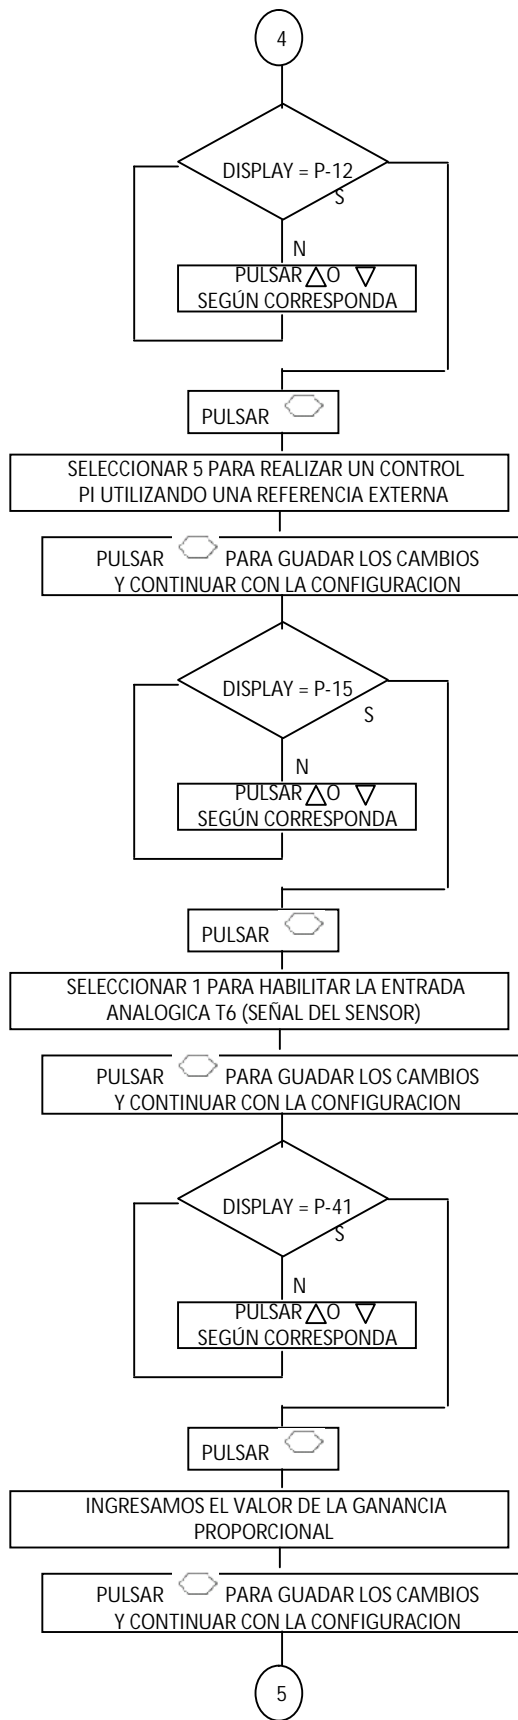 4
DISPLAY = P-12
S
N
PULSAR △O ▽
SEGÚN CORRESPONDA
PULSAR
SELECCIONAR 5 PARA REALIZAR UN CONTROL
PI UTILIZANDO UNA REFERENCIA EXTERNA
PULSAR PARA GUADAR LOS CAMBIOS
Y CONTINUAR CON LA CONFIGURACION
DISPLAY = P-15
S
N
PULSAR △O ▽
SEGÚN CORRESPONDA
PULSAR
SELECCIONAR 1 PARA HABILITAR LA ENTRADA
ANALOGICA T6 (SEÑAL DEL SENSOR)
PULSAR PARA GUADAR LOS CAMBIOS
Y CONTINUAR CON LA CONFIGURACION
DISPLAY = P-41
S
N
PULSAR △O ▽
SEGÚN CORRESPONDA
PULSAR
INGRESAMOS EL VALOR DE LA GANANCIA
PROPORCIONAL
PULSAR PARA GUADAR LOS CAMBIOS
Y CONTINUAR CON LA CONFIGURACION
5